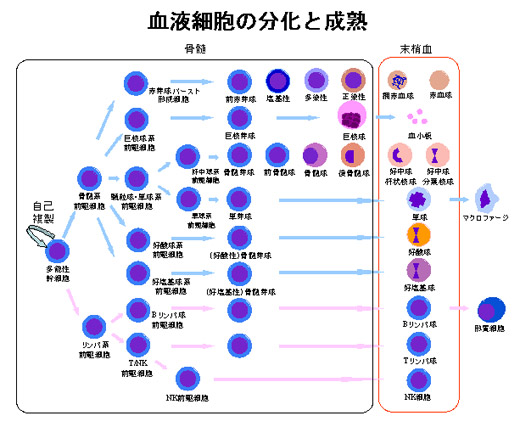 血液細胞の分化と成熟
骨髄
末梢血
赤芽球バースト
形成細胞
前赤芽球
塩基性
多染性
正染性
網赤血球
赤血球
巨核球系
前駆細胞
巨核芽球
巨核球
血小板
骨髄系
前駆細胞
顆粒球・単球系
前駆細胞
好中球系
前駆細胞
骨髄芽球
前骨髄球
骨髄球
後骨髄球
好中球
杆状核球
好中球
分葉核球
単球系
前駆細胞
単芽球
単球
マクロファージ
自己
複製
多能性
幹細胞
好酸球系
前駆細胞
(好酸性)骨髄芽球
好酸球
好塩基球系
前駆細胞
(好塩基性)骨髄芽球
好塩基球
リンパ系
前駆細胞
Bリンパ球
前駆細胞
Bリンパ球
形質細胞
T/NK
前駆細胞
Tリンパ球
NK前駆細胞
NK細胞